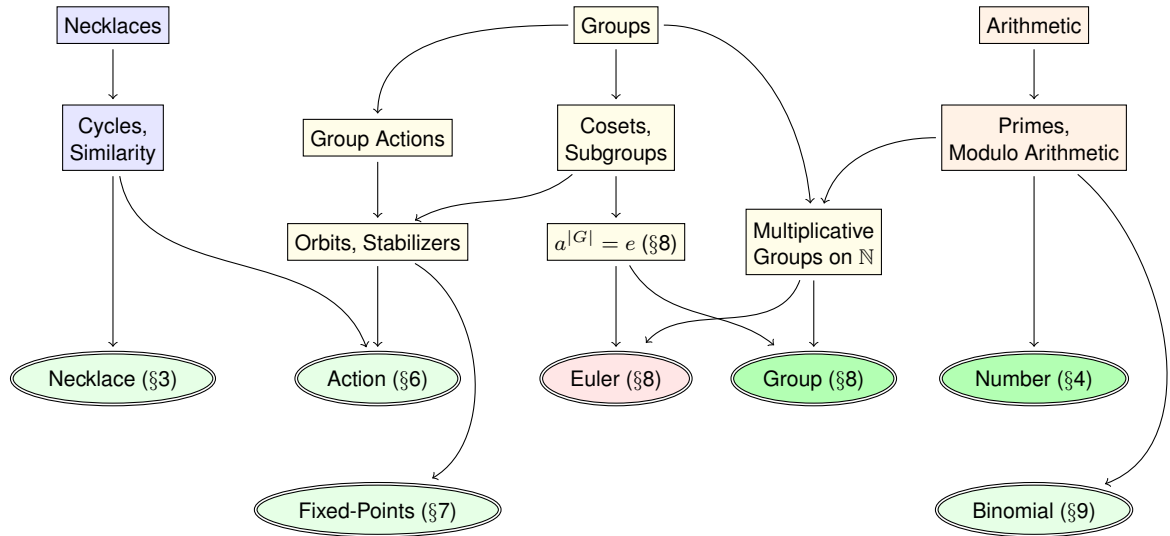 Necklaces
Groups
Arithmetic
Cycles,
Similarity
Group Actions
Cosets,
Subgroups
Primes,
Modulo Arithmetic
Orbits, Stabilizers
a^{|G|} = e (§8)
Multiplicative
Groups on ℕ
Necklace (§3)
Action (§6)
Euler (§8)
Group (§8)
Number (§4)
Fixed-Points (§7)
Binomial (§9)